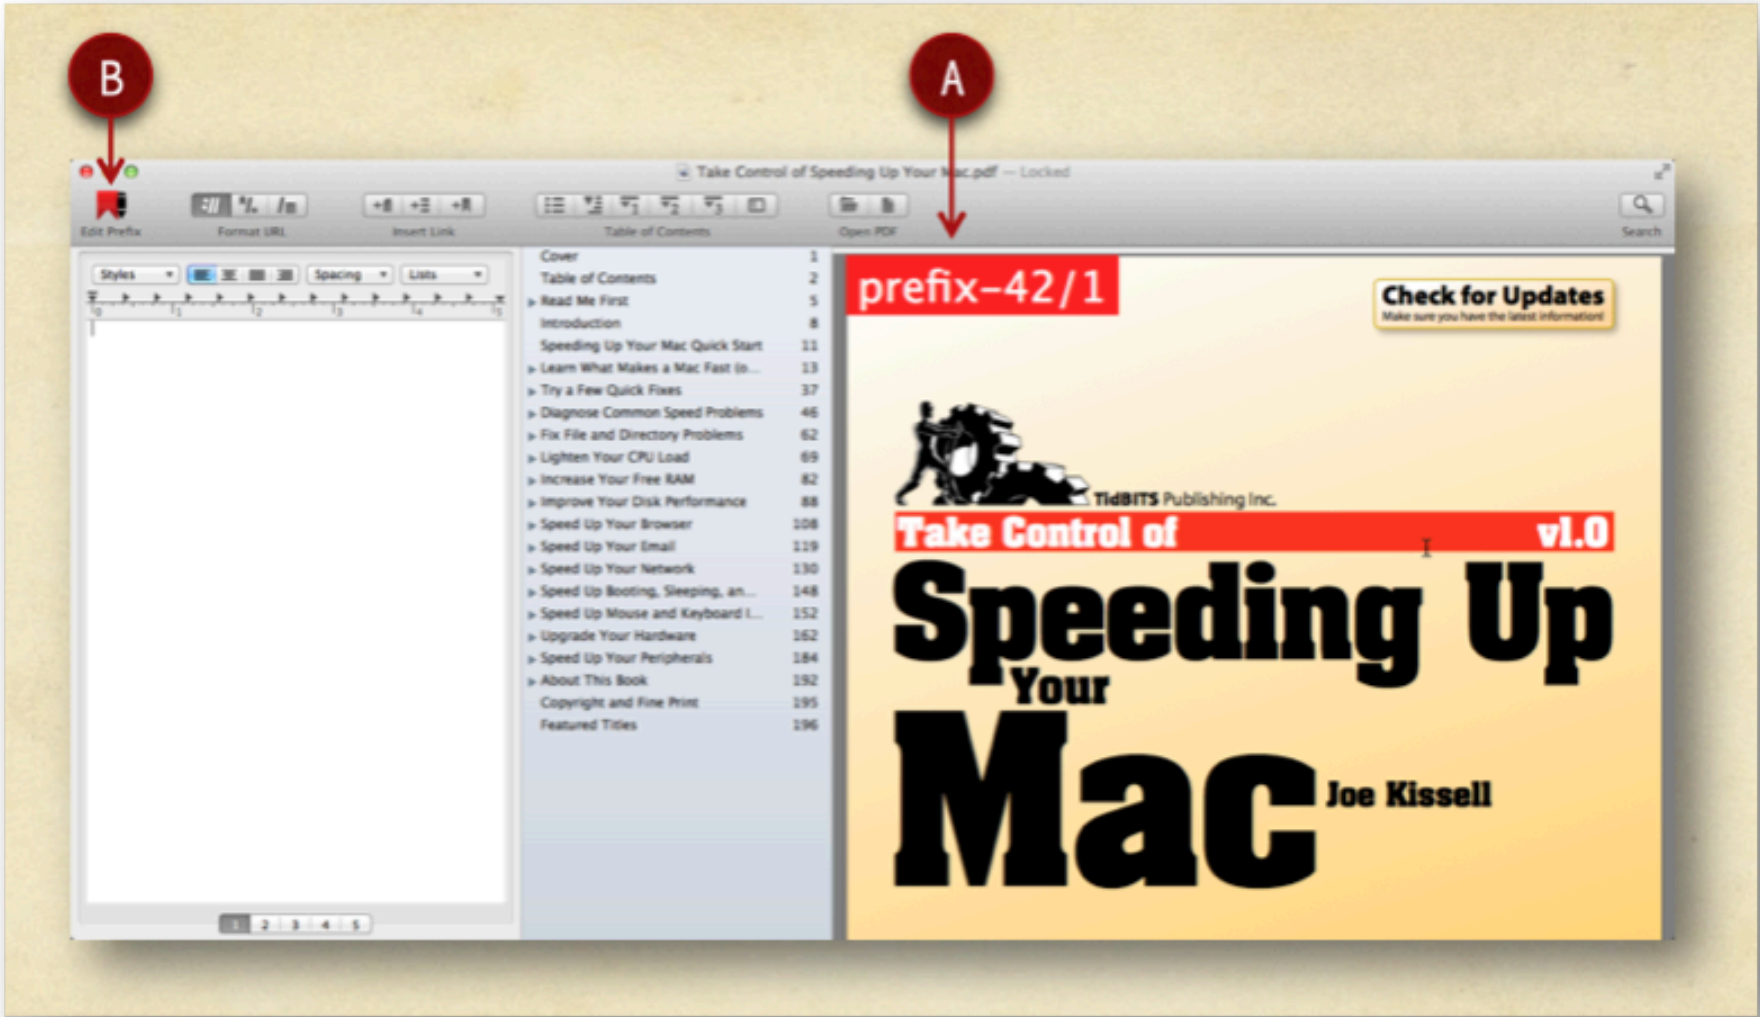 B
A
Take Control of Speeding Up Your Mac.pdf — Locked
Edit Prefix
Format URL
Insert Link
Table of Contents
Open PDF
Search
Styles
Spacing
Lists
0 1 2 3 4 5
Cover 1
Table of Contents 2
Read Me First 5
Introduction 8
Speeding Up Your Mac Quick Start 11
Learn What Makes a Mac Fast (o... 13
Try a Few Quick Fixes 37
Diagnose Common Speed Problems 46
Fix File and Directory Problems 62
Lighten Your CPU Load 69
Increase Your Free RAM 82
Improve Your Disk Performance 88
Speed Up Your Browser 108
Speed Up Your Email 119
Speed Up Your Network 130
Speed Up Booting, Sleeping, an... 148
Speed Up Mouse and Keyboard I... 152
Upgrade Your Hardware 162
Speed Up Your Peripherals 184
About This Book 192
Copyright and Fine Print 195
Featured Titles 196
1 2 3 4 5
prefix-42/1
Check for Updates
Make sure you have the latest information!
TidBITS Publishing Inc.
Take Control of v1.0
Speeding Up
Your
Mac
Joe Kissell